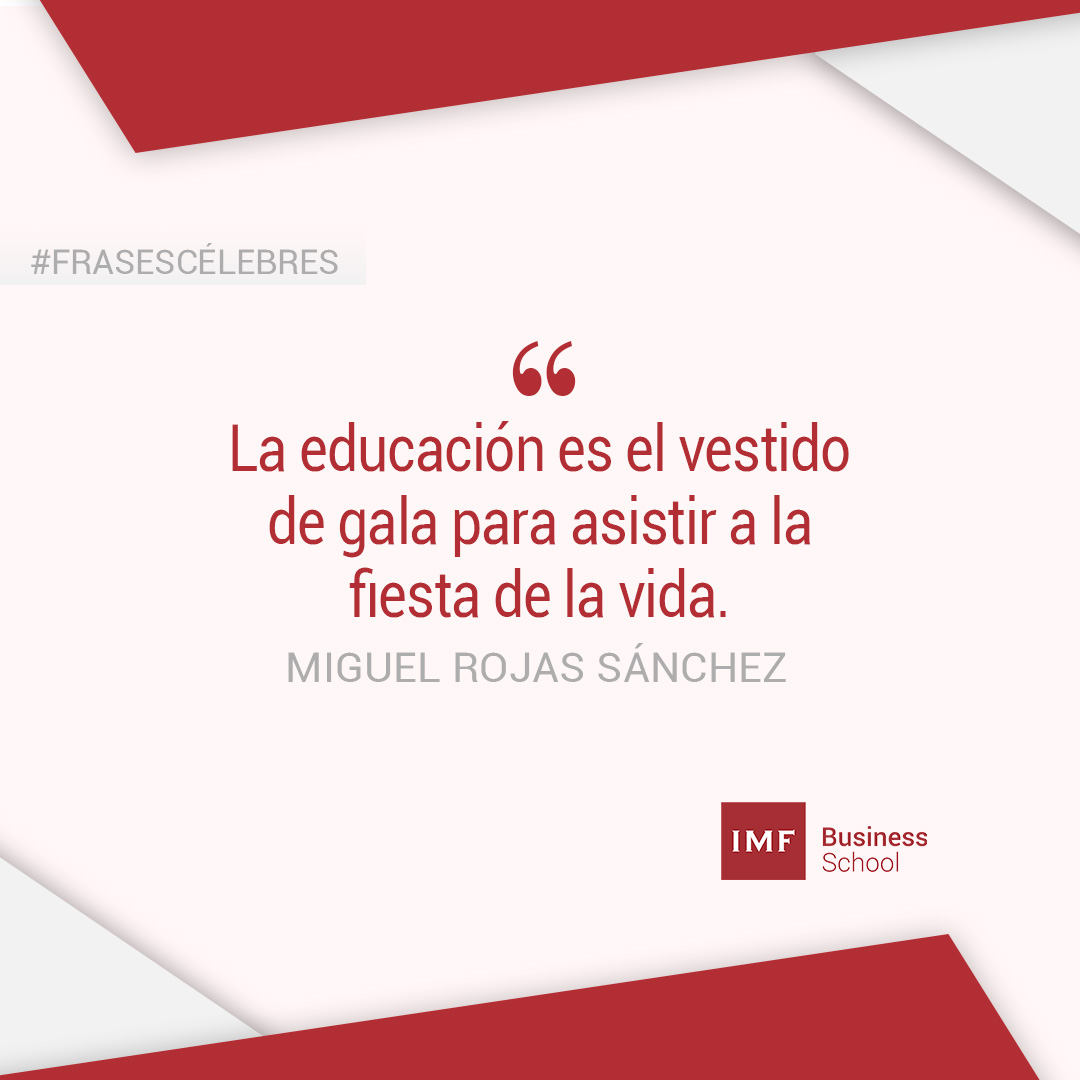 #FRASESCÉLEBRES
“
La educación es el vestido
de gala para asistir a la
fiesta de la vida.
MIGUEL ROJAS SÁNCHEZ
IMF
Business
School